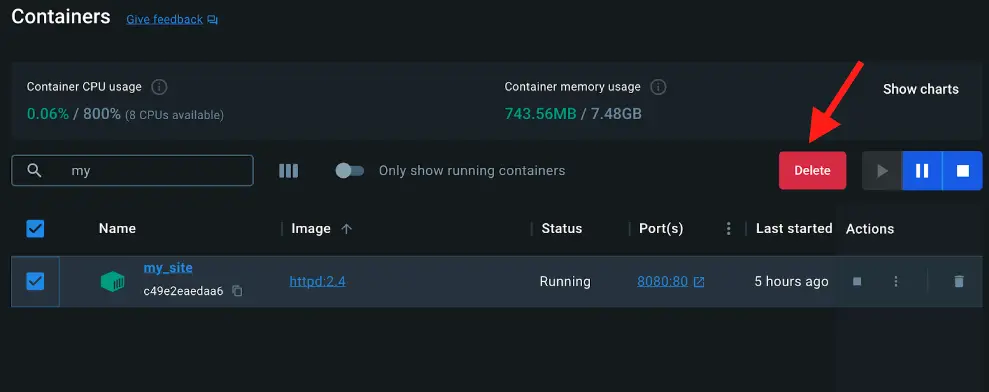 Containers Give feedback
Container CPU usage Container memory usage Show charts
0.06% / 800% (8 CPUs available) 743.56MB / 7.48GB
my Only show running containers Delete
Name Image Status Port(s) Last started Actions
my_site
httpd:2.4 Running 8080:80 5 hours ago
c49e2eaedaa6